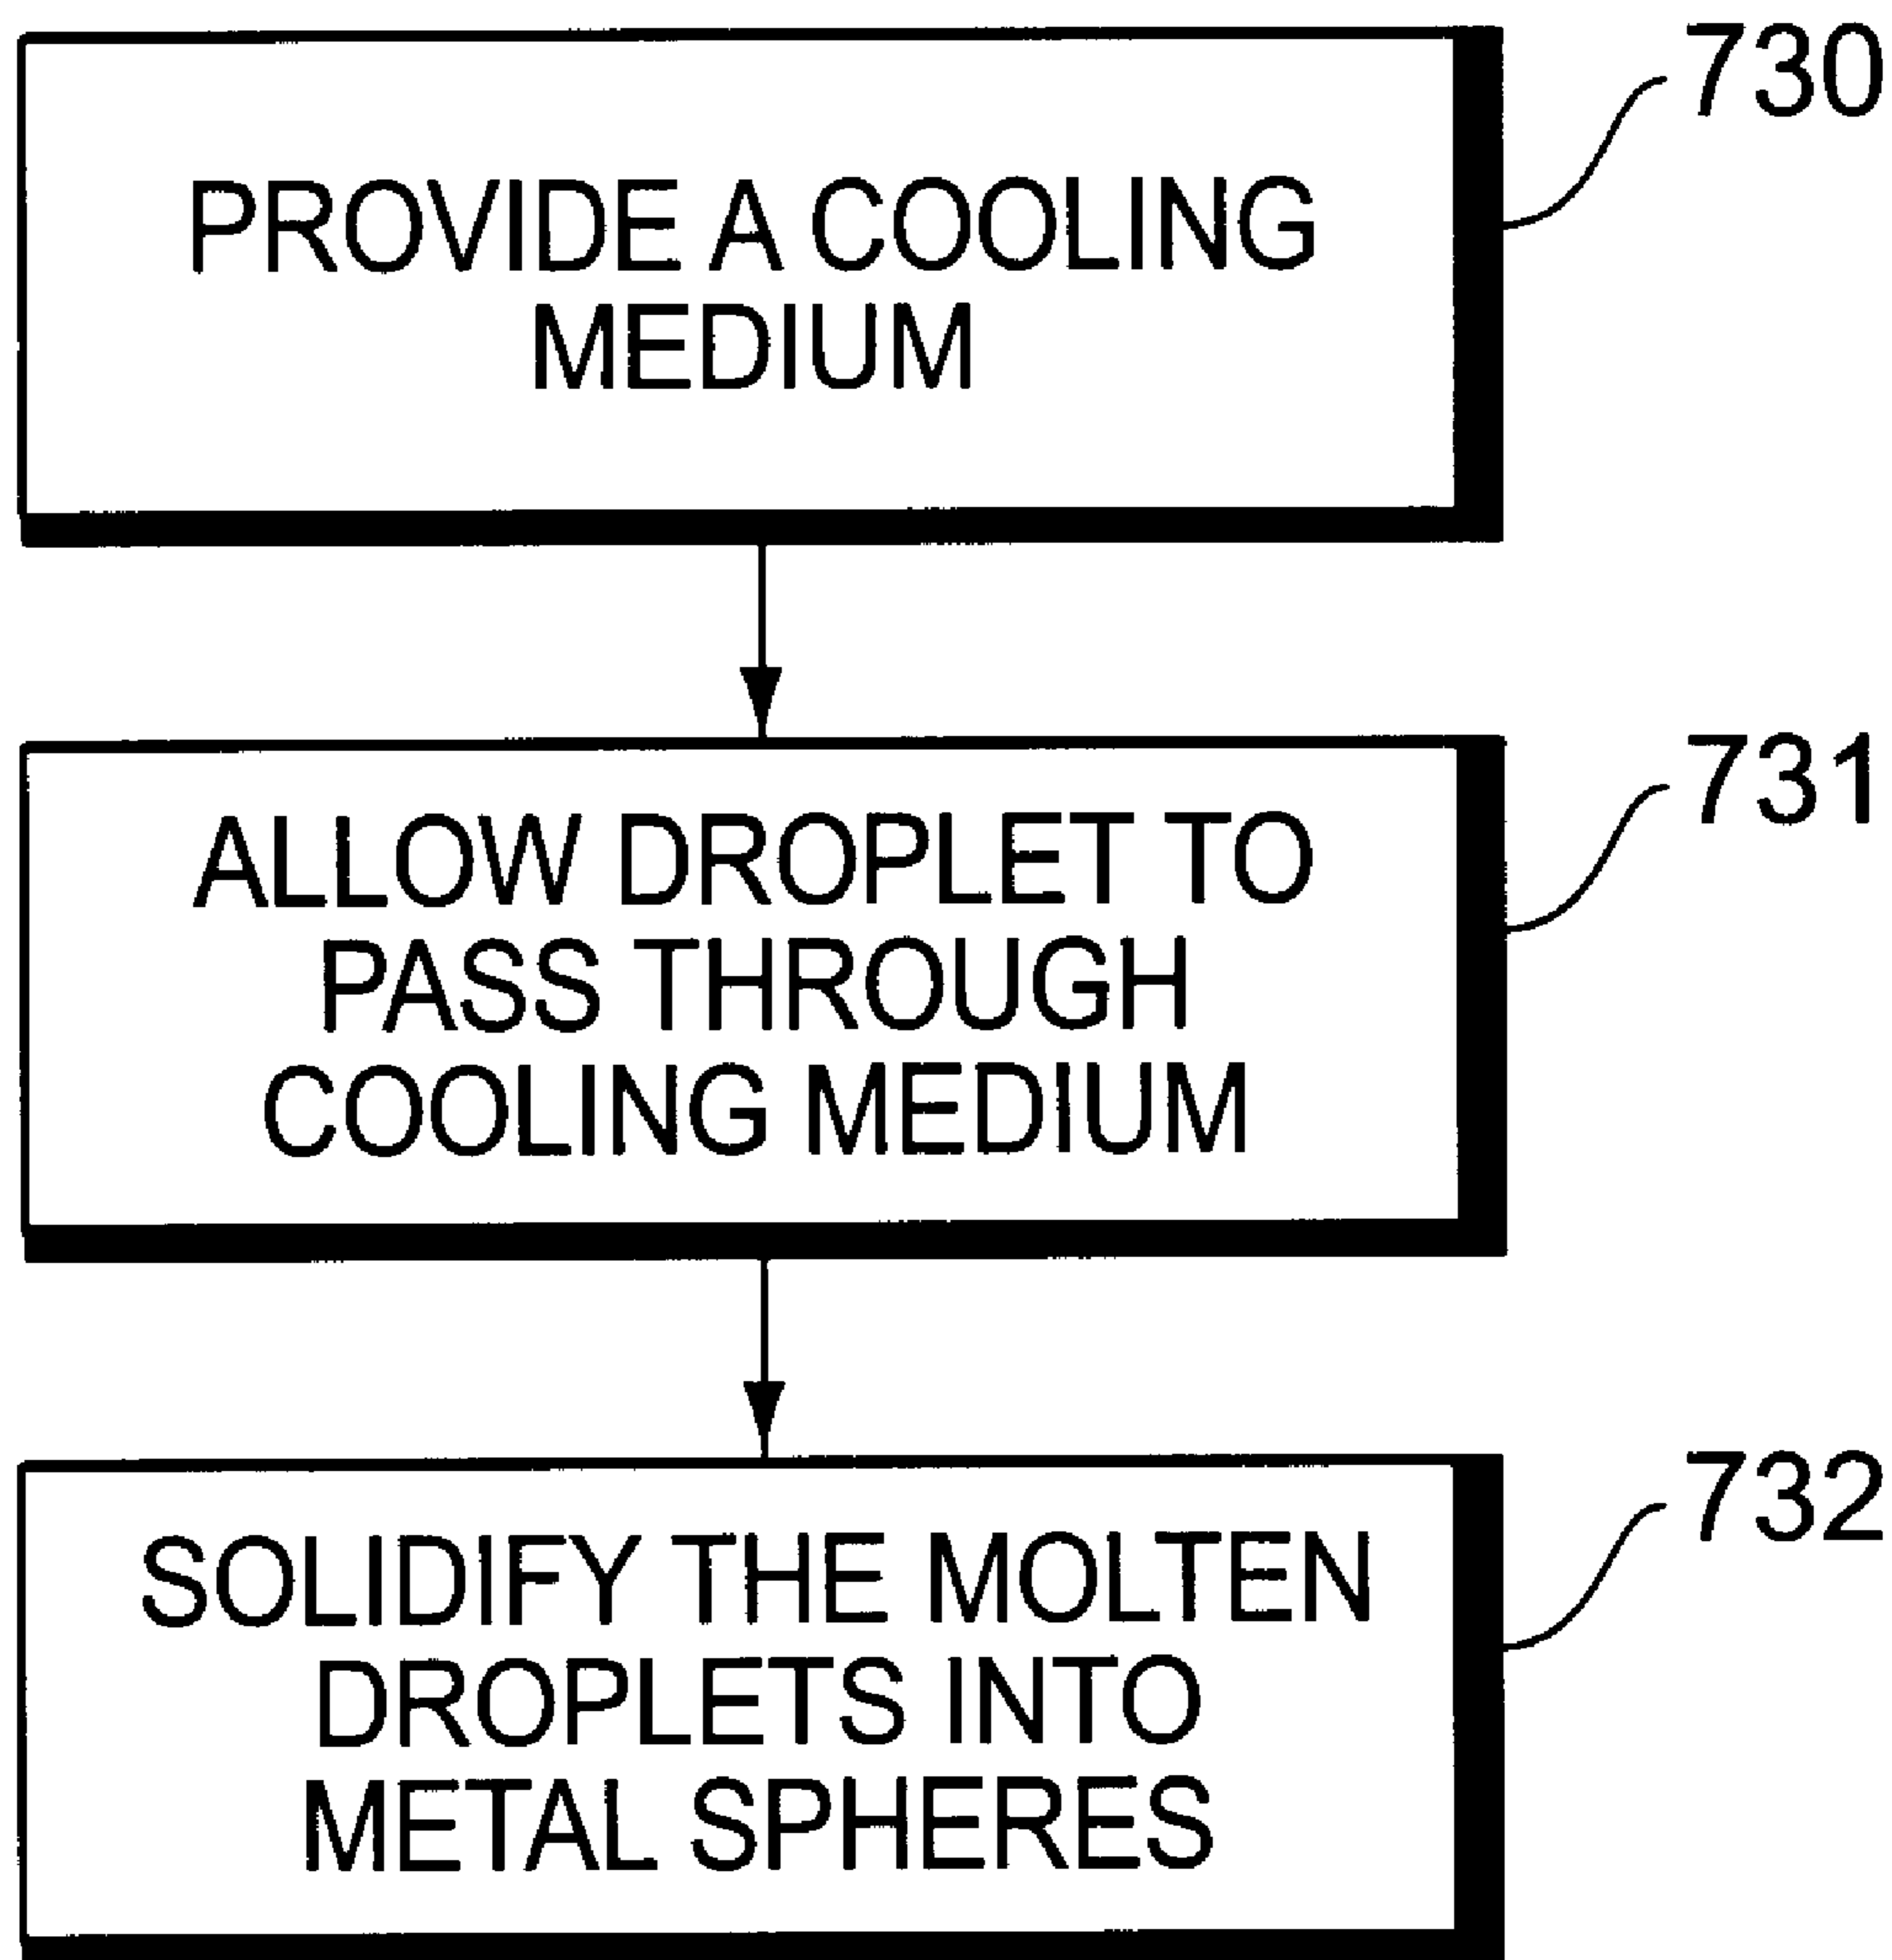 730
PROVIDE A COOLING
MEDIUM
731
ALLOW DROPLET TO
PASS THROUGH
COOLING MEDIUM
732
SOLIDIFY THE MOLTEN
DROPLETS INTO
METAL SPHERES